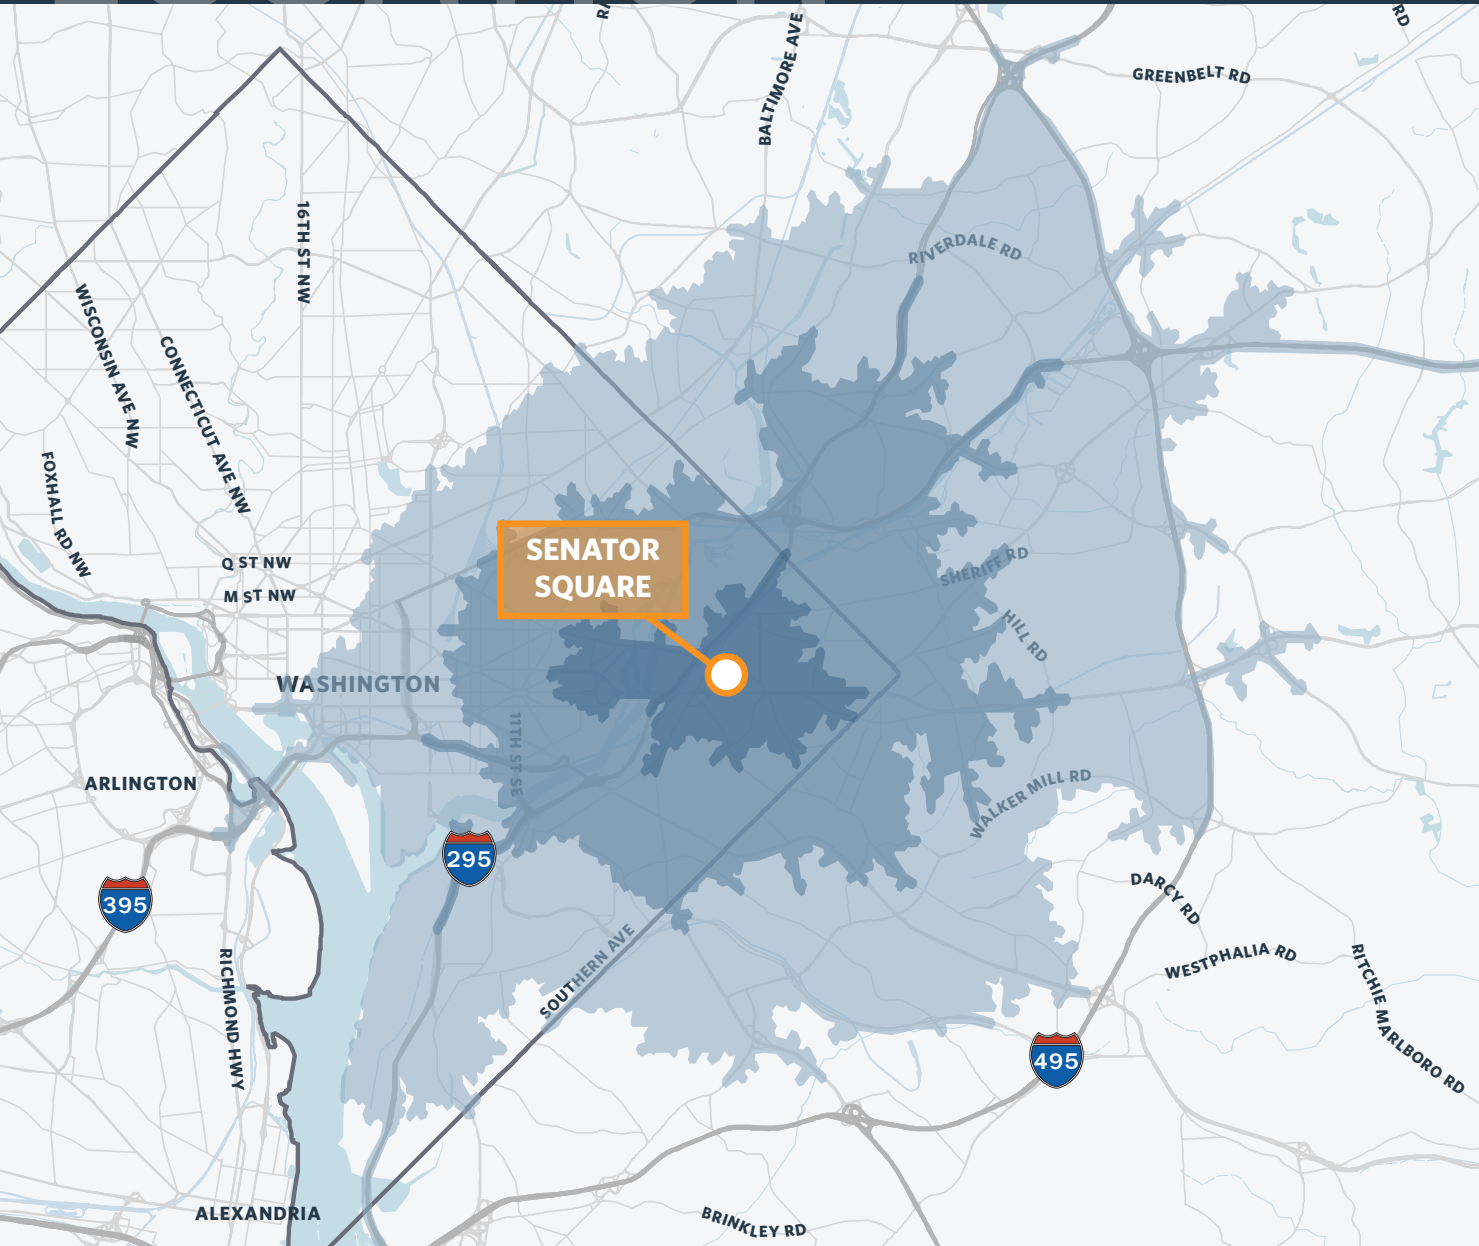 BALTIMORE AVE
RD
GREENBELT RD
16TH ST NW
RIVERDALE RD
WISCONSIN AVE NW
CONNECTICUT AVE NW
FOXHALL RD NW
Q ST NW
M ST NW
SENATOR
SQUARE
SHERIFF RD
HILL RD
WASHINGTON
11TH ST SE
ARLINGTON
WALKER MILL RD
295
395
DARCY RD
SOUTHERN AVE
RICHMOND HWY
WESTPHALIA RD
RITCHIE MARLBORO RD
495
ALEXANDRIA
BRINKLEY RD